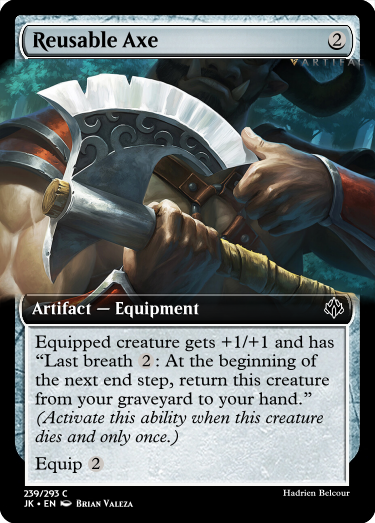 Reusable Axe 2
VARTIFA
Artifact — Equipment
Equipped creature gets +1/+1 and has
“Last breath 2: At the beginning of
the next end step, return this creature
from your graveyard to your hand.”
(Activate this ability when this creature
dies and only once.)
Equip 2
239/293 C
JK • EN Brian Valeza
Hadrien Belcour